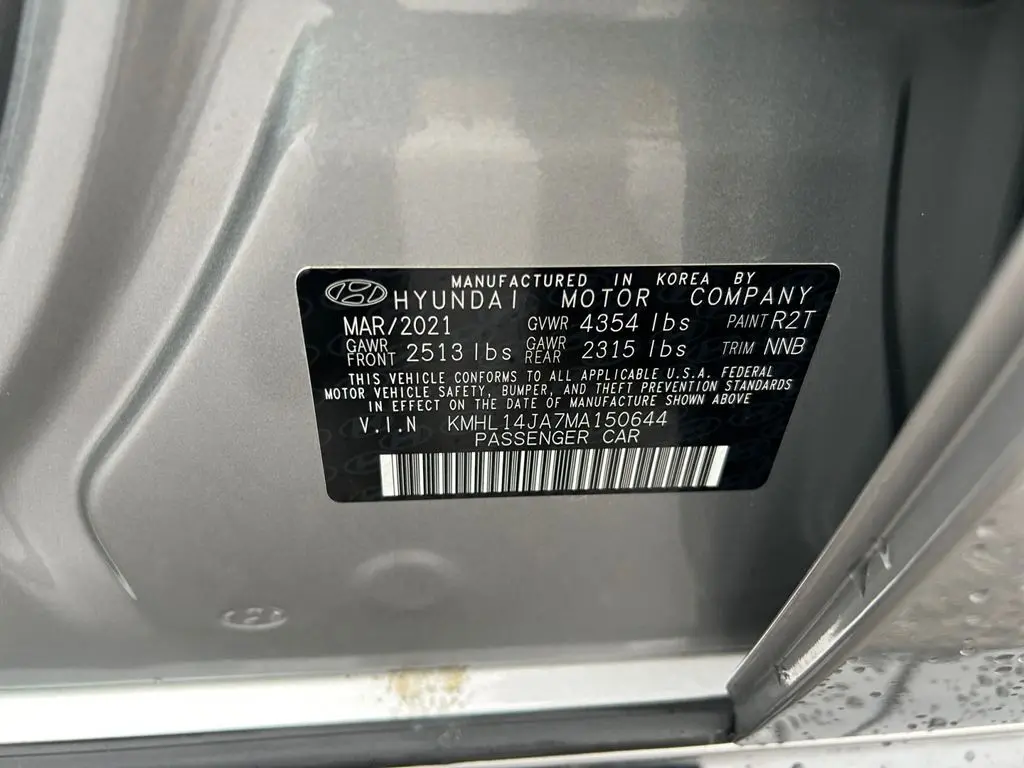 MANUFACTURED IN KOREA BY
HYUNDAI MOTOR COMPANY
MAR/2021 GVWR 4354 lbs PAINT R2T
GAWR FRONT 2513 lbs GAWR REAR 2315 lbs TRIM NNB
THIS VEHICLE CONFORMS TO ALL APPLICABLE U.S.A. FEDERAL
MOTOR VEHICLE SAFETY, BUMPER, AND THEFT PREVENTION STANDARDS
IN EFFECT ON THE DATE OF MANUFACTURE SHOWN ABOVE
V.I.N KMHL14JA7MA150644
PASSENGER CAR